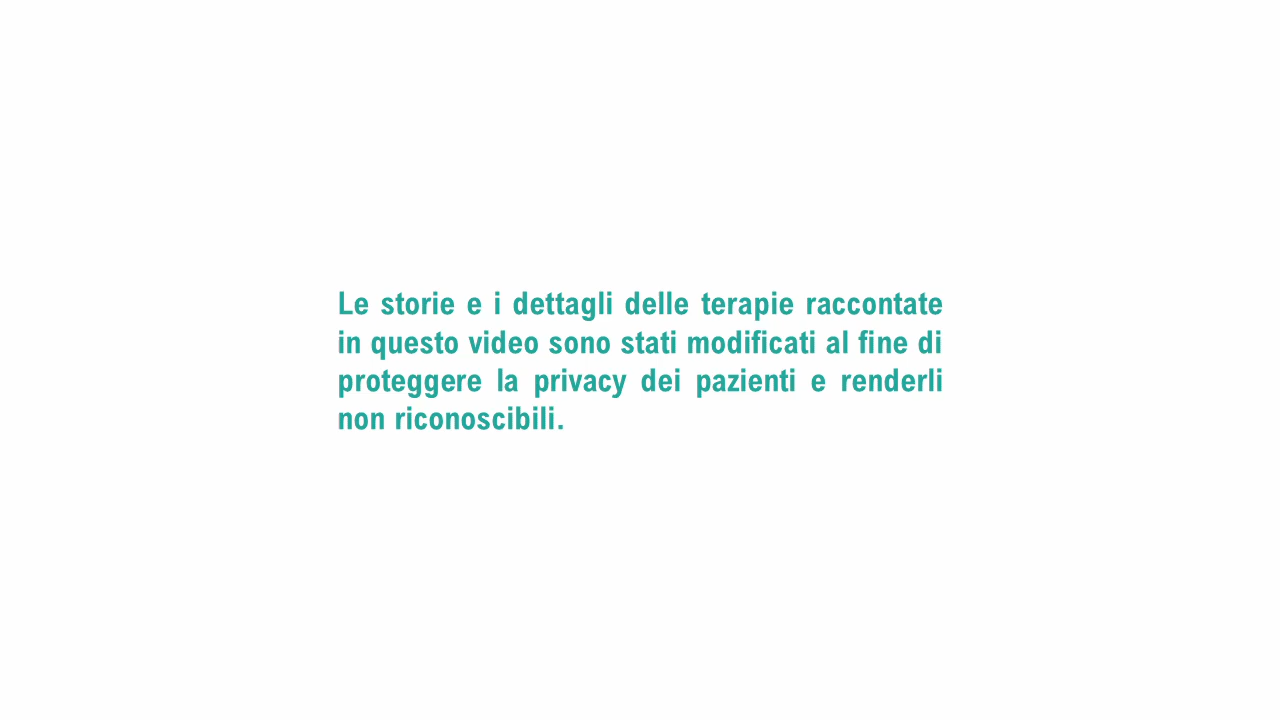 Le storie e i dettagli delle terapie raccontate
in questo video sono stati modificati al fine di
proteggere la privacy dei pazienti e renderli
non riconoscibili.